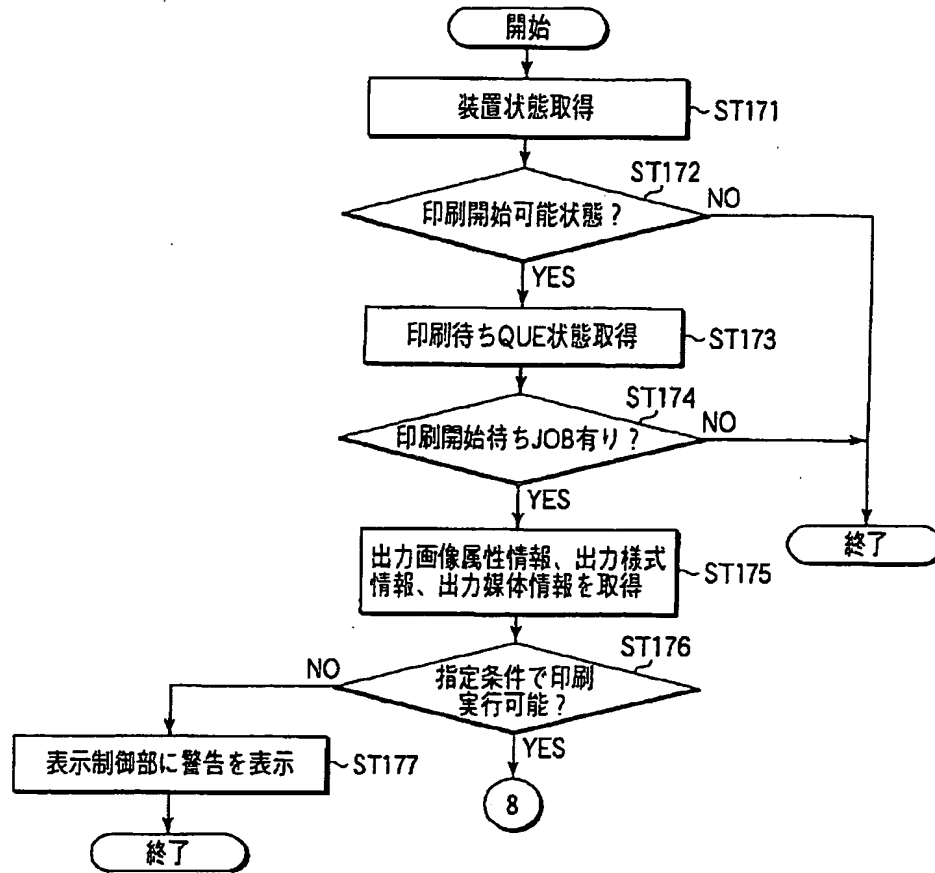 開始
装置状態取得
ST171
ST172
印刷開始可能状態？
NO
YES
印刷待ちQUE状態取得
ST173
ST174
印刷開始待ちJOB有り？
NO
YES
終了
出力画像属性情報、出力様式
情報、出力媒体情報を取得
ST175
ST176
指定条件で印刷
実行可能？
NO
YES
表示制御部に警告を表示
ST177
8
終了